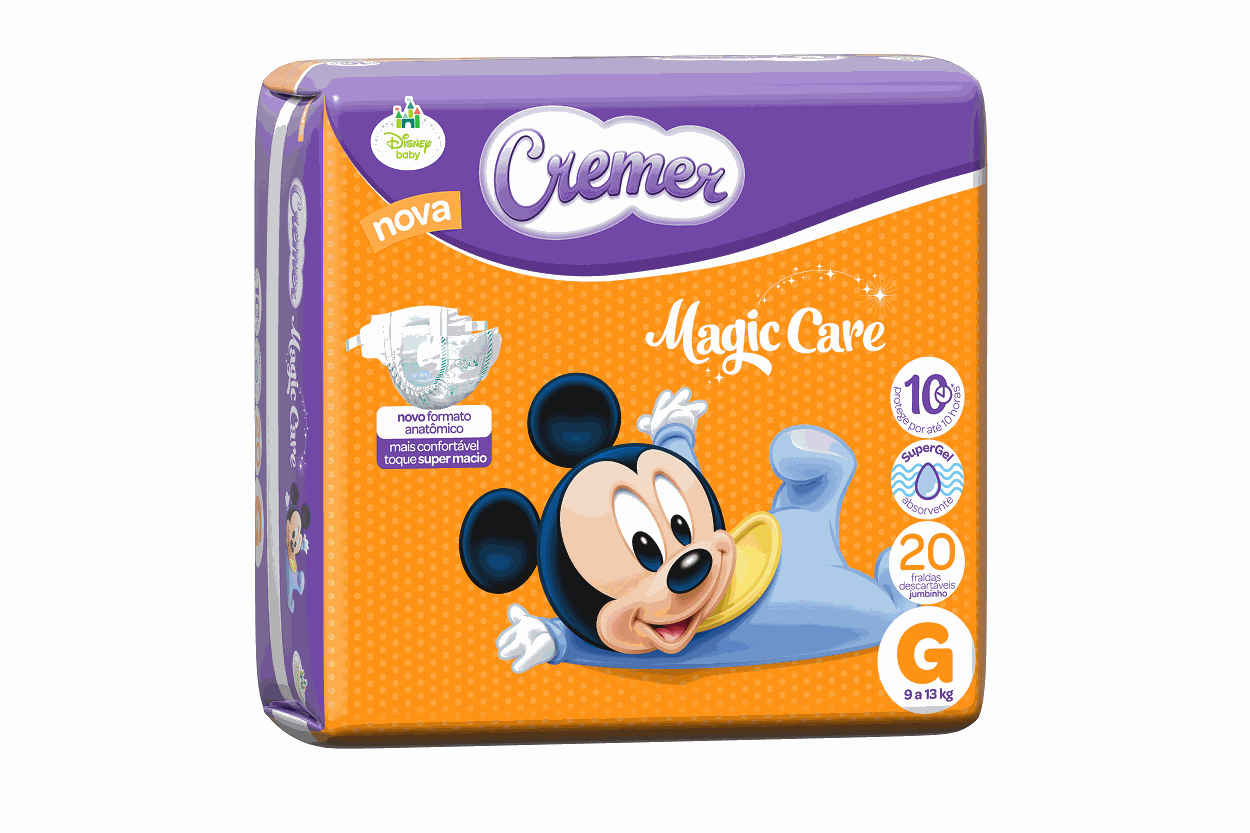 Disney
baby
Cremer
nova
Magic Care
novo formato
anatômico
mais confortável
toque super macio
10
protege por até 10 horas*
SuperGel
absorvente
20
fraldas
descartáveis
jumbinho
G
9 a 13 kg
Cremer
Magic Care